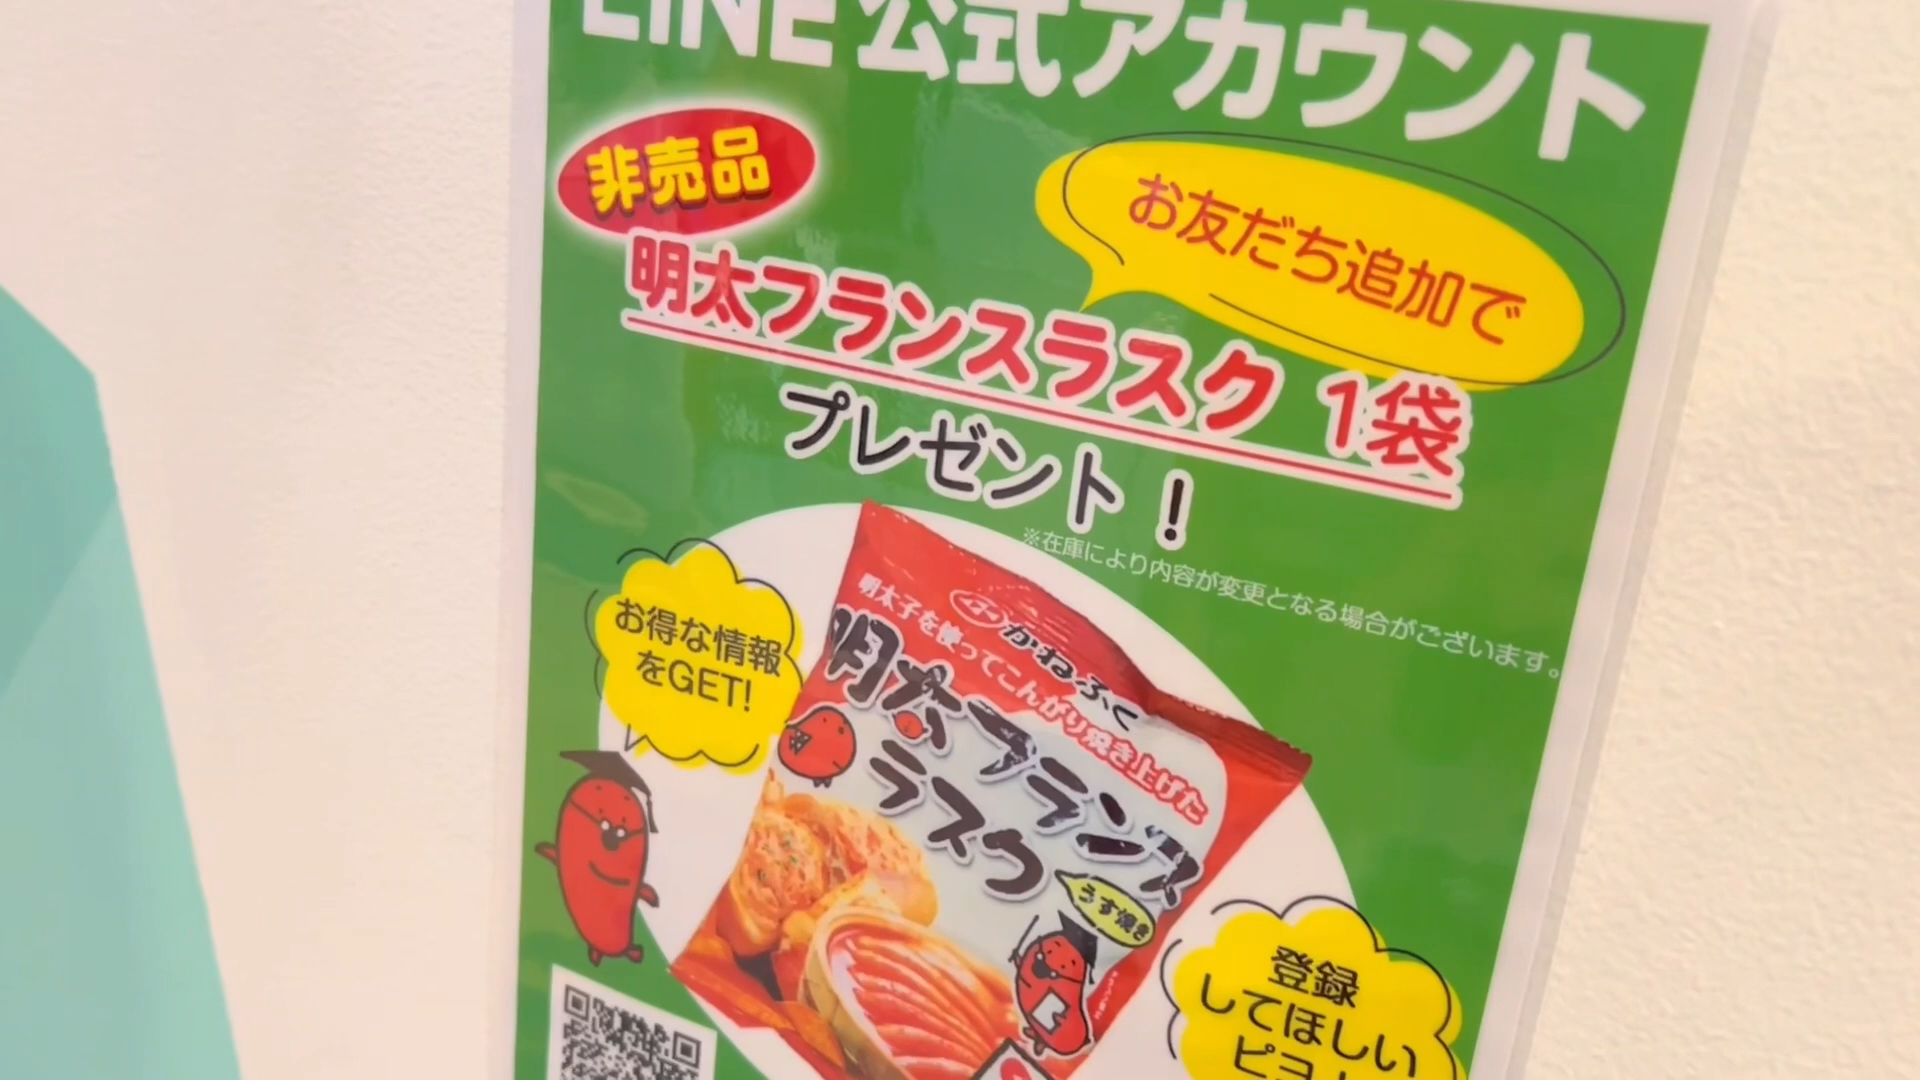 LINE公式アカウント
非売品
お友だち追加で
明太フランスラスク 1袋
プレゼント！
※在庫により内容が変更となる場合がございます。
お得な情報
をGET!
かねふく
明太子を使ってこんがり焼き上げた
明太フランス
ラスク
うす焼き
登録
してほしい
ピヨ